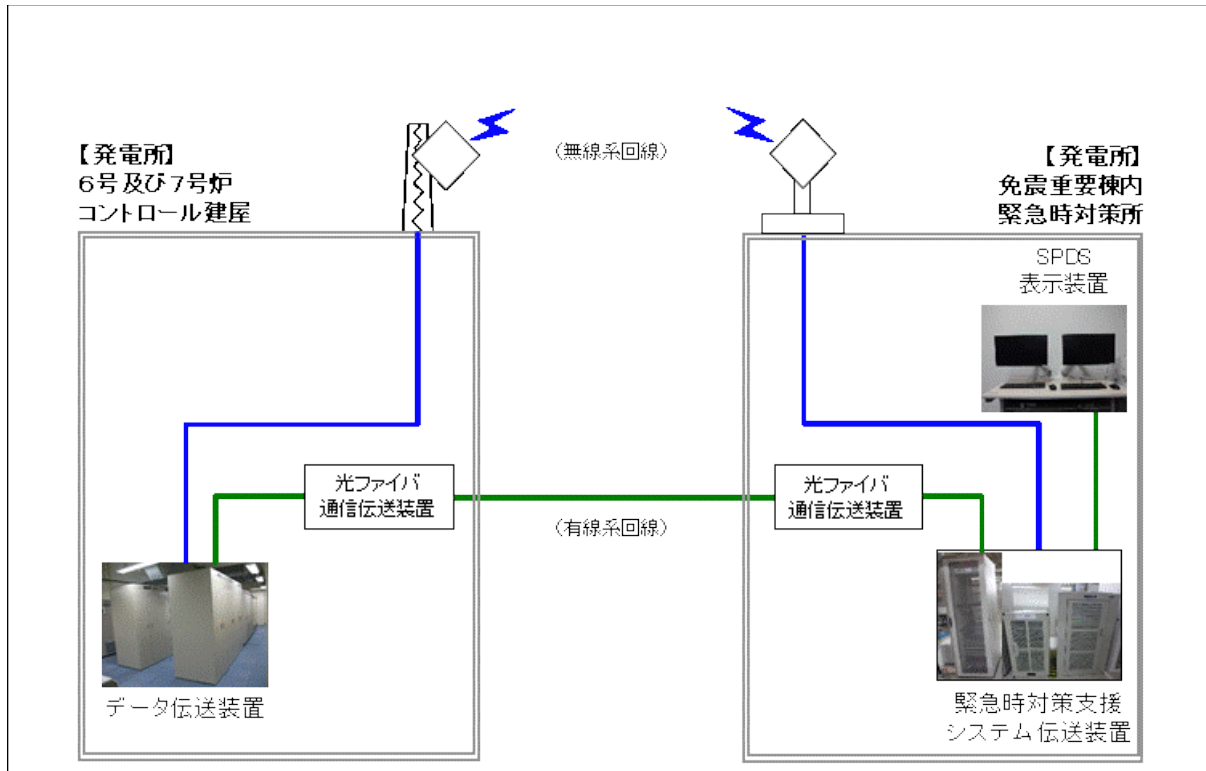 【発電所】
6号及び7号炉
コントロール建屋
(無線系回線)
【発電所】
免震重要棟内
緊急時対策所
SPDS
表示装置
光ファイバ
通信伝送装置
(有線系回線)
光ファイバ
通信伝送装置
データ伝送装置
緊急時対策支援
システム伝送装置